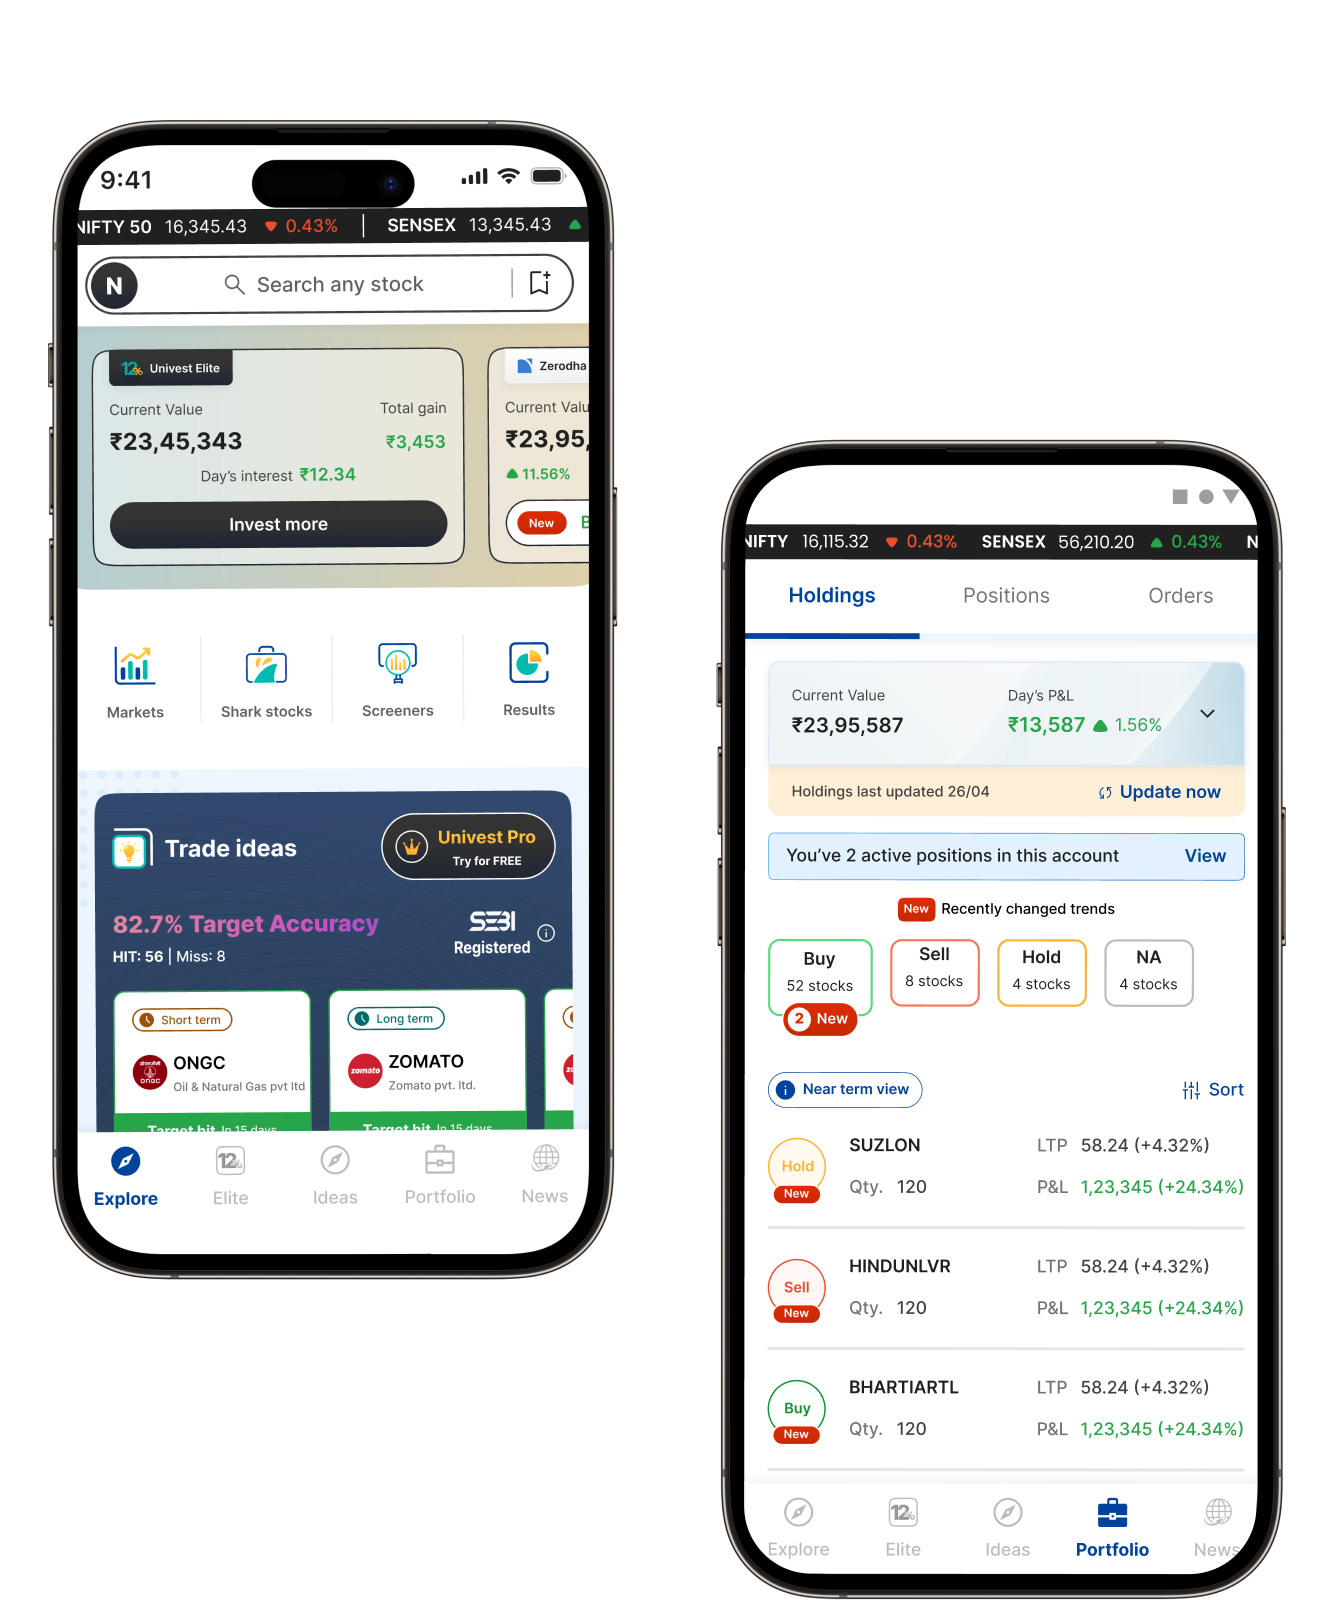 9:41
NIFTY 50 16,345.43 0.43% | SENSEX 13,345.43
N Search any stock
12% Univest Elite
Current Value Total gain
₹23,45,343 ₹3,453
Day's interest ₹12.34
Invest more
Zerodha
Current Valu
₹23,95,
11.56%
New B
Markets Shark stocks Screeners Results
Trade ideas
Univest Pro
Try for FREE
82.7% Target Accuracy
HIT: 56 | Miss: 8
SEBI
Registered
Short term
ONGC
Oil & Natural Gas pvt ltd
Target hit In 15 days
Long term
zomato
ZOMATO
Zomato pvt. ltd.
Target hit In 15 days
Explore Elite Ideas Portfolio News
NIFTY 16,115.32 0.43% SENSEX 56,210.20 0.43% N
Holdings Positions Orders
Current Value Day's P&L
₹23,95,587 ₹13,587 1.56%
Holdings last updated 26/04 Update now
You've 2 active positions in this account View
New Recently changed trends
Buy
52 stocks
2 New
Sell
8 stocks
Hold
4 stocks
NA
4 stocks
Near term view Sort
Hold
New
SUZLON LTP 58.24 (+4.32%)
Qty. 120 P&L 1,23,345 (+24.34%)
Sell
New
HINDUNLVR LTP 58.24 (+4.32%)
Qty. 120 P&L 1,23,345 (+24.34%)
Buy
New
BHARTIARTL LTP 58.24 (+4.32%)
Qty. 120 P&L 1,23,345 (+24.34%)
12%
Explore Elite Ideas Portfolio News